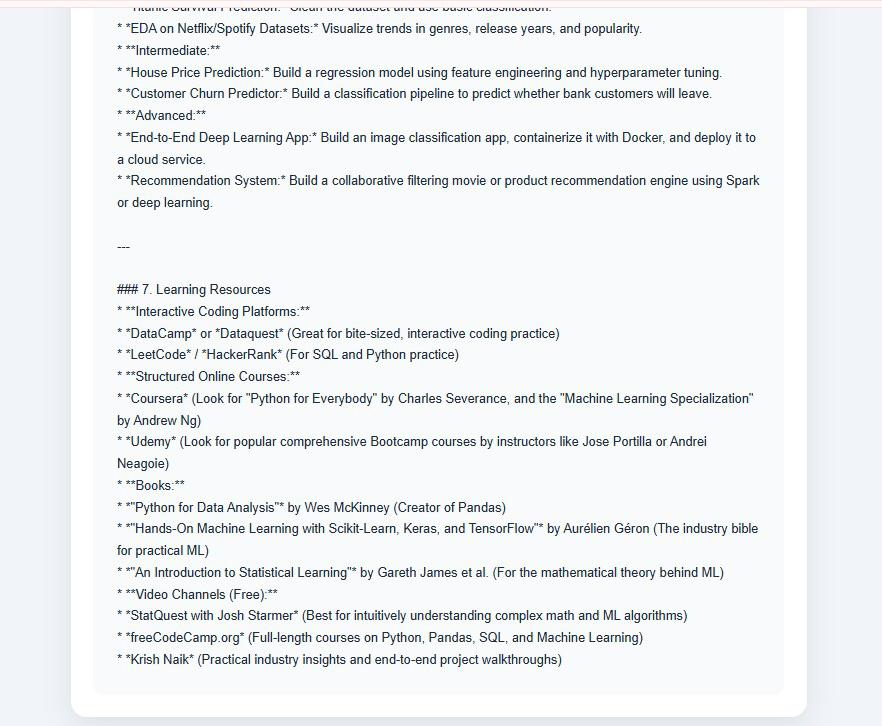 Titanic Survival Prediction:* Clean the dataset and use basic classification.
* *EDA on Netflix/Spotify Datasets:* Visualize trends in genres, release years, and popularity.
* **Intermediate:**
* *House Price Prediction:* Build a regression model using feature engineering and hyperparameter tuning.
* *Customer Churn Predictor:* Build a classification pipeline to predict whether bank customers will leave.
* **Advanced:**
* *End-to-End Deep Learning App:* Build an image classification app, containerize it with Docker, and deploy it to
a cloud service.
* *Recommendation System:* Build a collaborative filtering movie or product recommendation engine using Spark
or deep learning.
---
### 7. Learning Resources
* **Interactive Coding Platforms:**
* *DataCamp* or *Dataquest* (Great for bite-sized, interactive coding practice)
* *LeetCode* / *HackerRank* (For SQL and Python practice)
* **Structured Online Courses:**
* *Coursera* (Look for "Python for Everybody" by Charles Severance, and the "Machine Learning Specialization"
by Andrew Ng)
* *Udemy* (Look for popular comprehensive Bootcamp courses by instructors like Jose Portilla or Andrei
Neagoie)
* **Books:**
* *"Python for Data Analysis"* by Wes McKinney (Creator of Pandas)
* *"Hands-On Machine Learning with Scikit-Learn, Keras, and TensorFlow"* by Aurélien Géron (The industry bible
for practical ML)
* *"An Introduction to Statistical Learning"* by Gareth James et al. (For the mathematical theory behind ML)
* **Video Channels (Free):**
* *StatQuest with Josh Starmer* (Best for intuitively understanding complex math and ML algorithms)
* *freeCodeCamp.org* (Full-length courses on Python, Pandas, SQL, and Machine Learning)
* *Krish Naik* (Practical industry insights and end-to-end project walkthroughs)